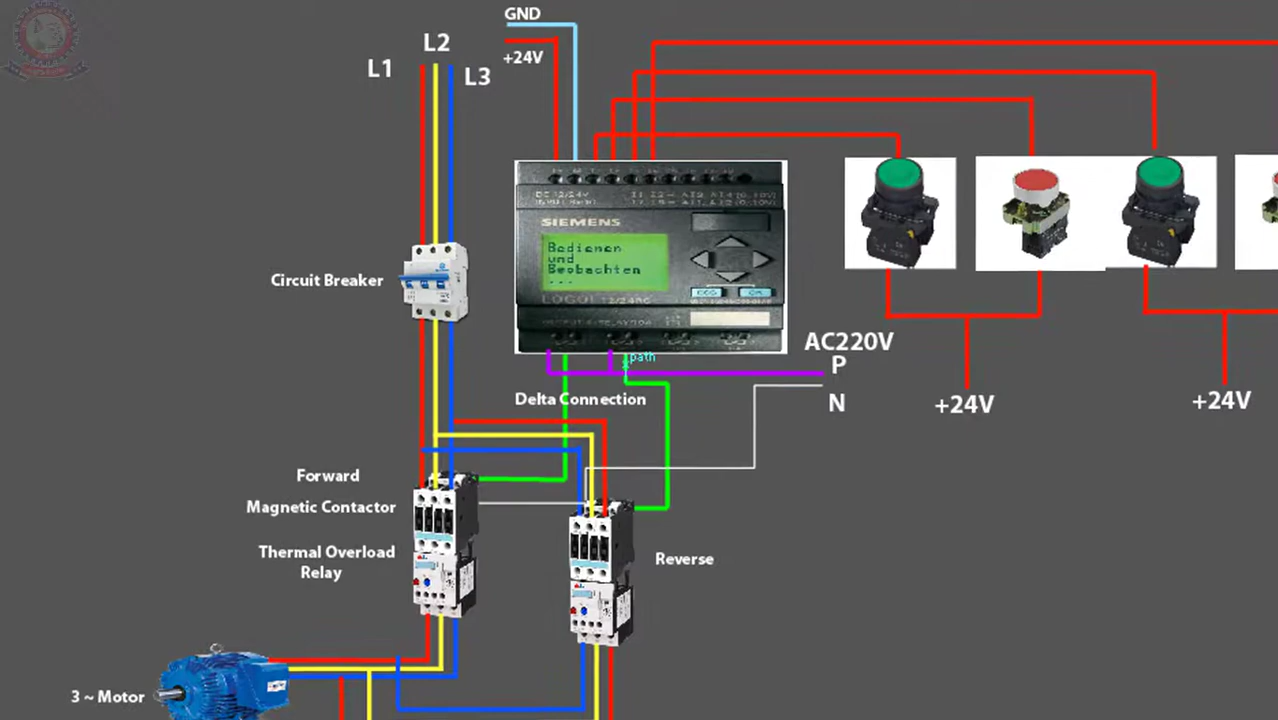 GND
L2
+24V
L1
L3
SIEMENS
Bedienen
und
Beobachten
...
Circuit Breaker
path
AC220V
P
Delta Connection
N
+24V
+24V
Forward
Magnetic Contactor
Thermal Overload
Relay
Reverse
3 ~ Motor